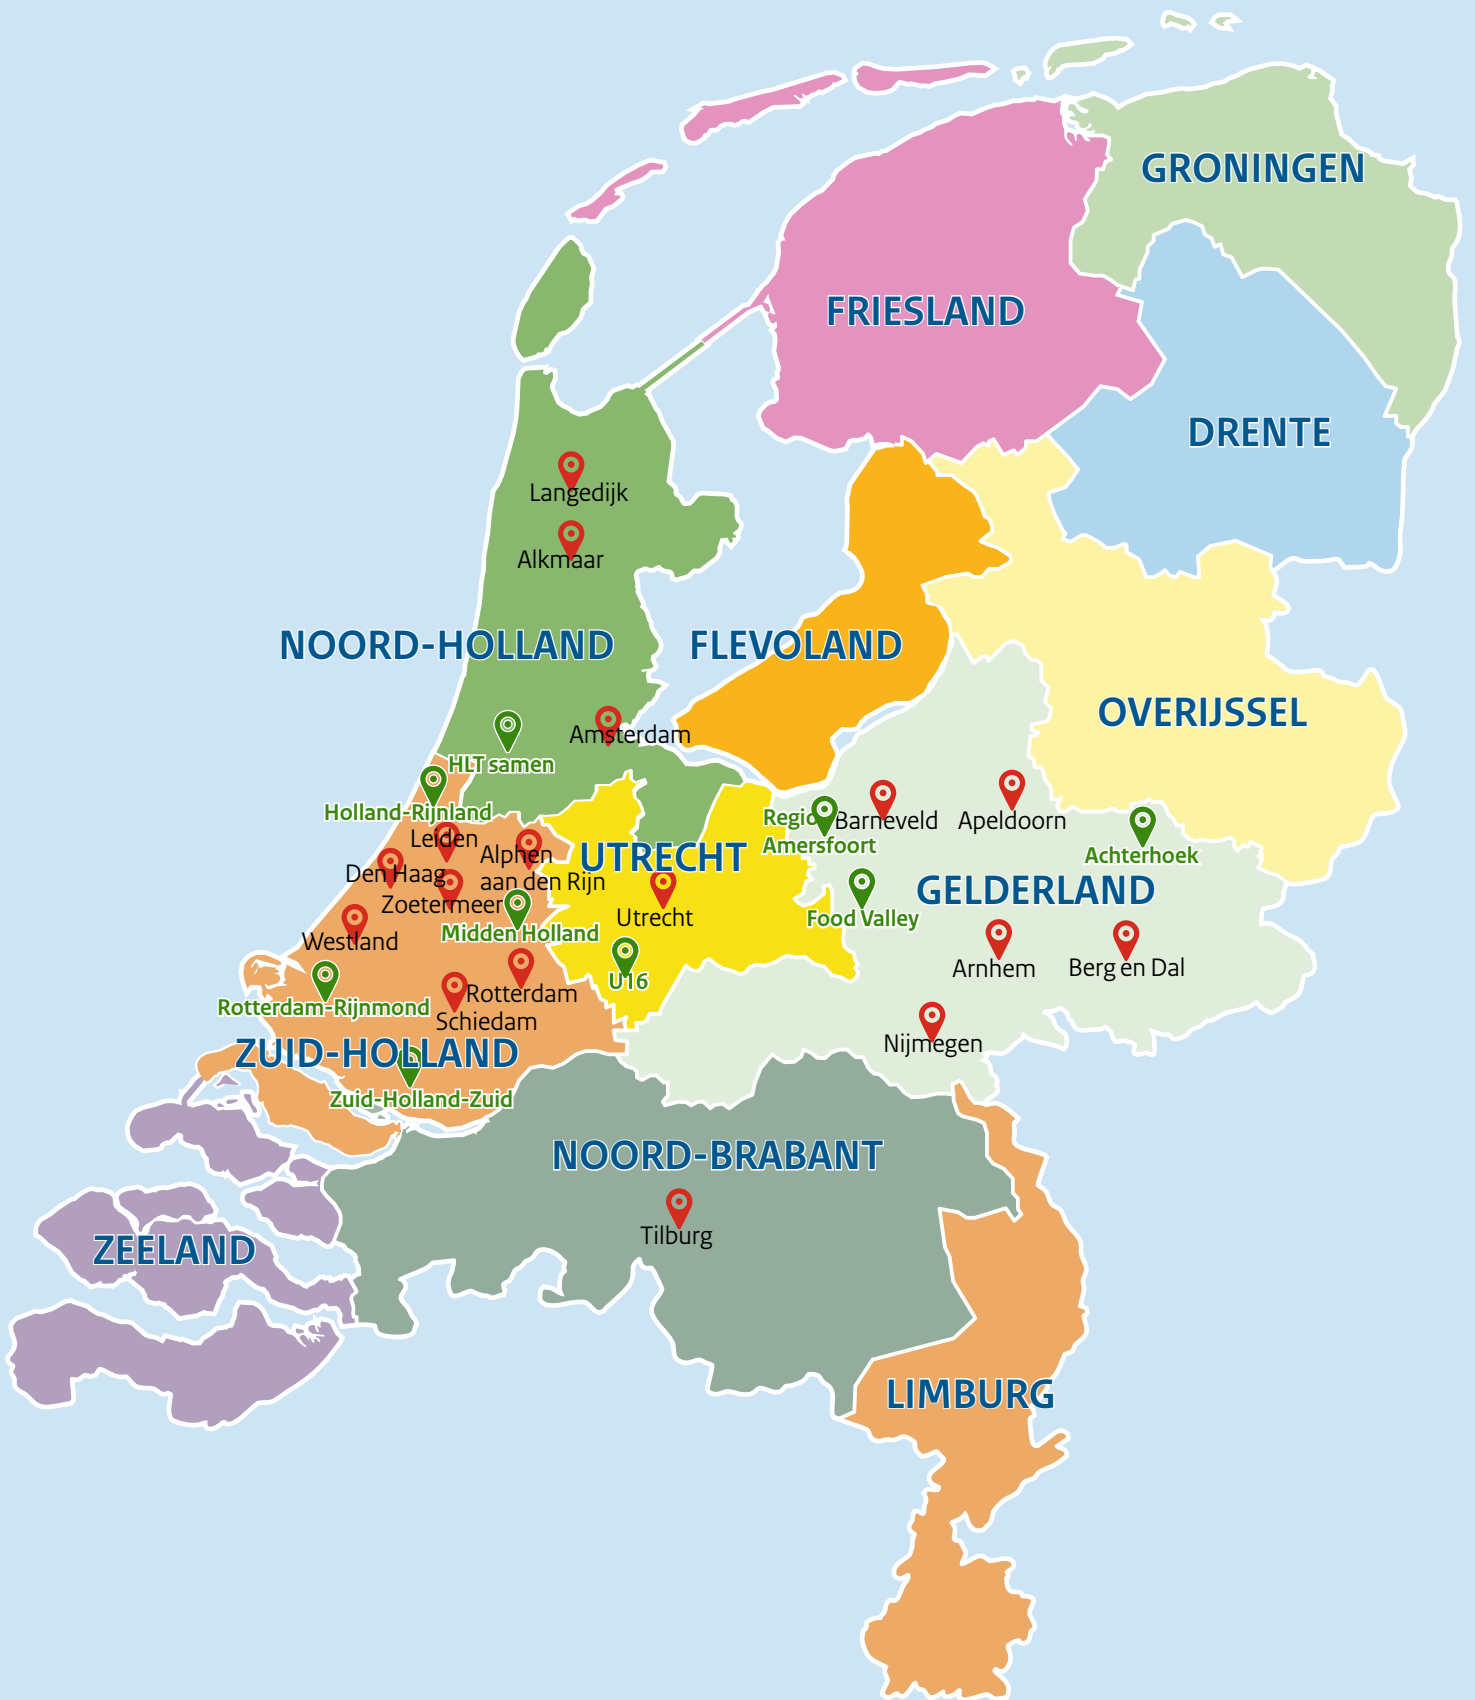 GRONINGEN
FRIESLAND
DRENTE
Langedijk
Alkmaar
NOORD-HOLLAND
FLEVOLAND
OVERIJSSEL
Amsterdam
HLT samen
Holland-Rijnland
Regio
Amersfoort
Barneveld
Apeldoorn
Achterhoek
Leiden
Alphen
aan den Rijn
UTRECHT
Den Haag
Zoetermeer
Utrecht
GELDERLAND
Food Valley
Westland
Midden Holland
Arnhem
Berg en Dal
U16
Rotterdam-Rijnmond
Rotterdam
Schiedam
Nijmegen
ZUID-HOLLAND
Zuid-Holland-Zuid
NOORD-BRABANT
Tilburg
ZEELAND
LIMBURG